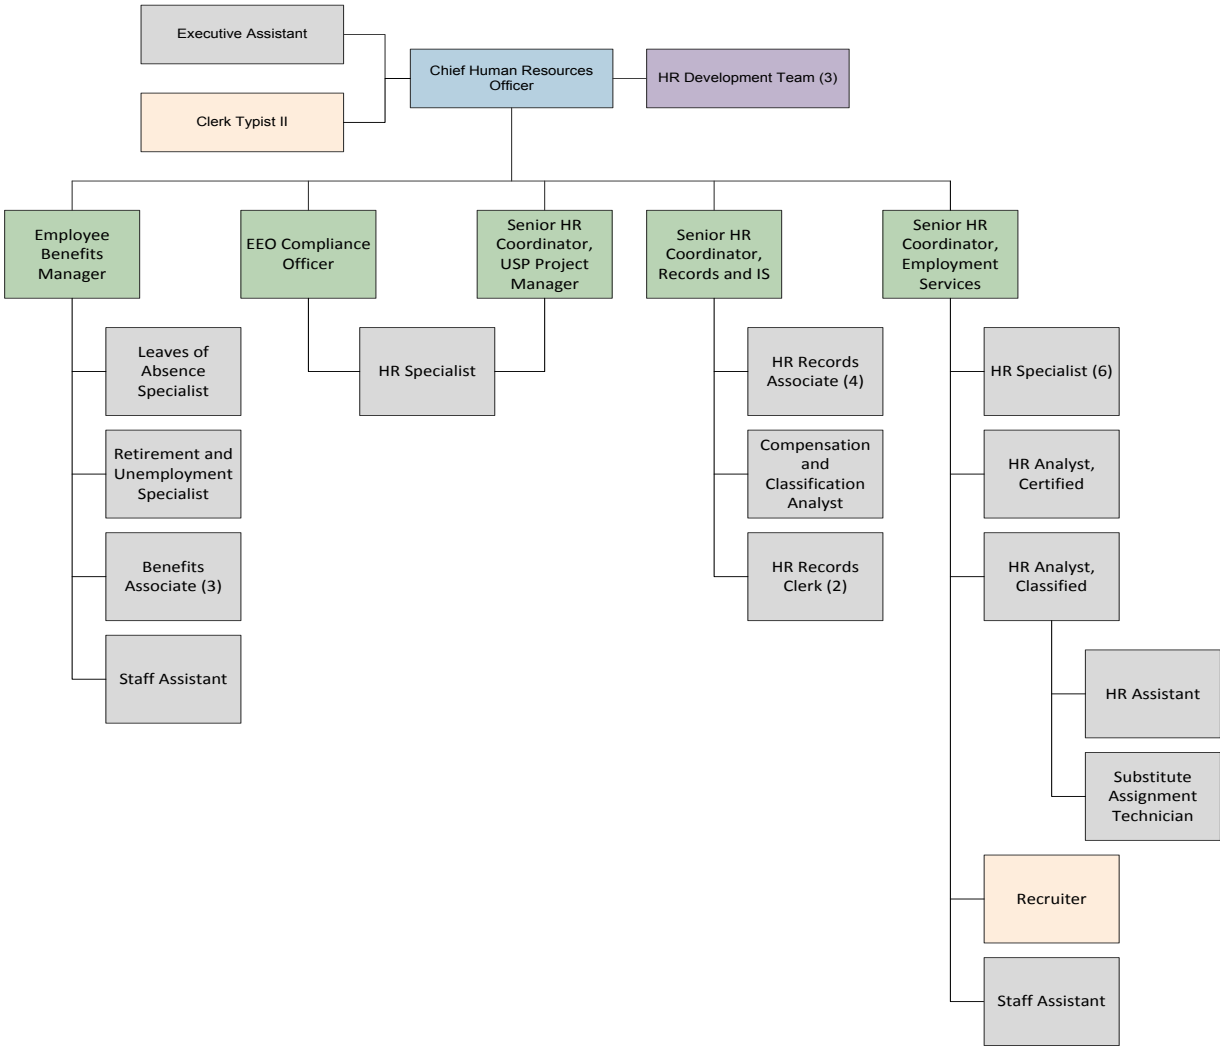 Executive Assistant
Chief Human Resources
Officer
HR Development Team (3)
Clerk Typist II
Employee
Benefits
Manager
EEO Compliance
Officer
Senior HR
Coordinator,
USP Project
Manager
Senior HR
Coordinator,
Records and IS
Senior HR
Coordinator,
Employment
Services
Leaves of
Absence
Specialist
HR Specialist
HR Records
Associate (4)
HR Specialist (6)
Retirement and
Unemployment
Specialist
Compensation
and
Classification
Analyst
HR Analyst,
Certified
Benefits
Associate (3)
HR Records
Clerk (2)
HR Analyst,
Classified
Staff Assistant
HR Assistant
Substitute
Assignment
Technician
Recruiter
Staff Assistant